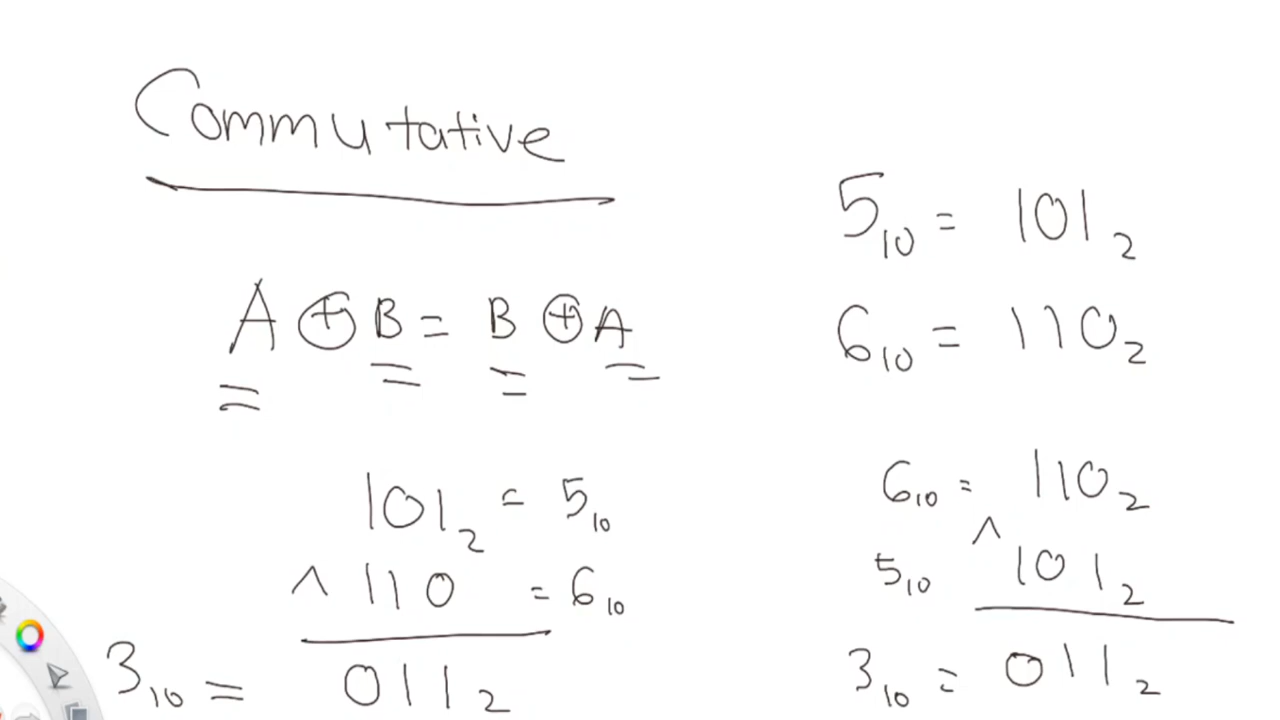 Commutative
A ⊕ B = B ⊕ A
101₂ = 5₁₀
^ 110 = 6₁₀
3₁₀ = 011₂
5₁₀ = 101₂
6₁₀ = 110₂
6₁₀ = 110₂
^
5₁₀ 101₂
3₁₀ = 011₂